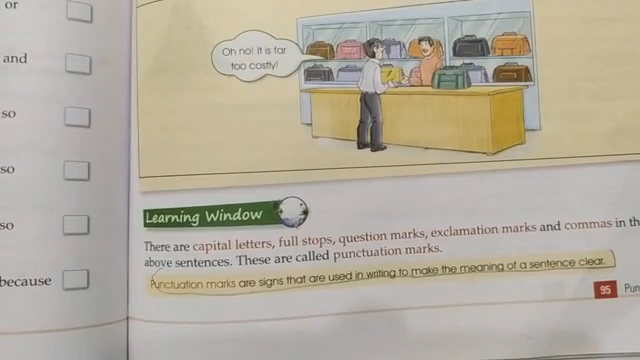 or
and
so
so
so
because
Oh no! It is far
too costly!
Learning Window
There are capital letters, full stops, question marks, exclamation marks and commas in th
above sentences. These are called punctuation marks.
Punctuation marks are signs that are used in writing to make the meaning of a sentence clear.
95 Pun